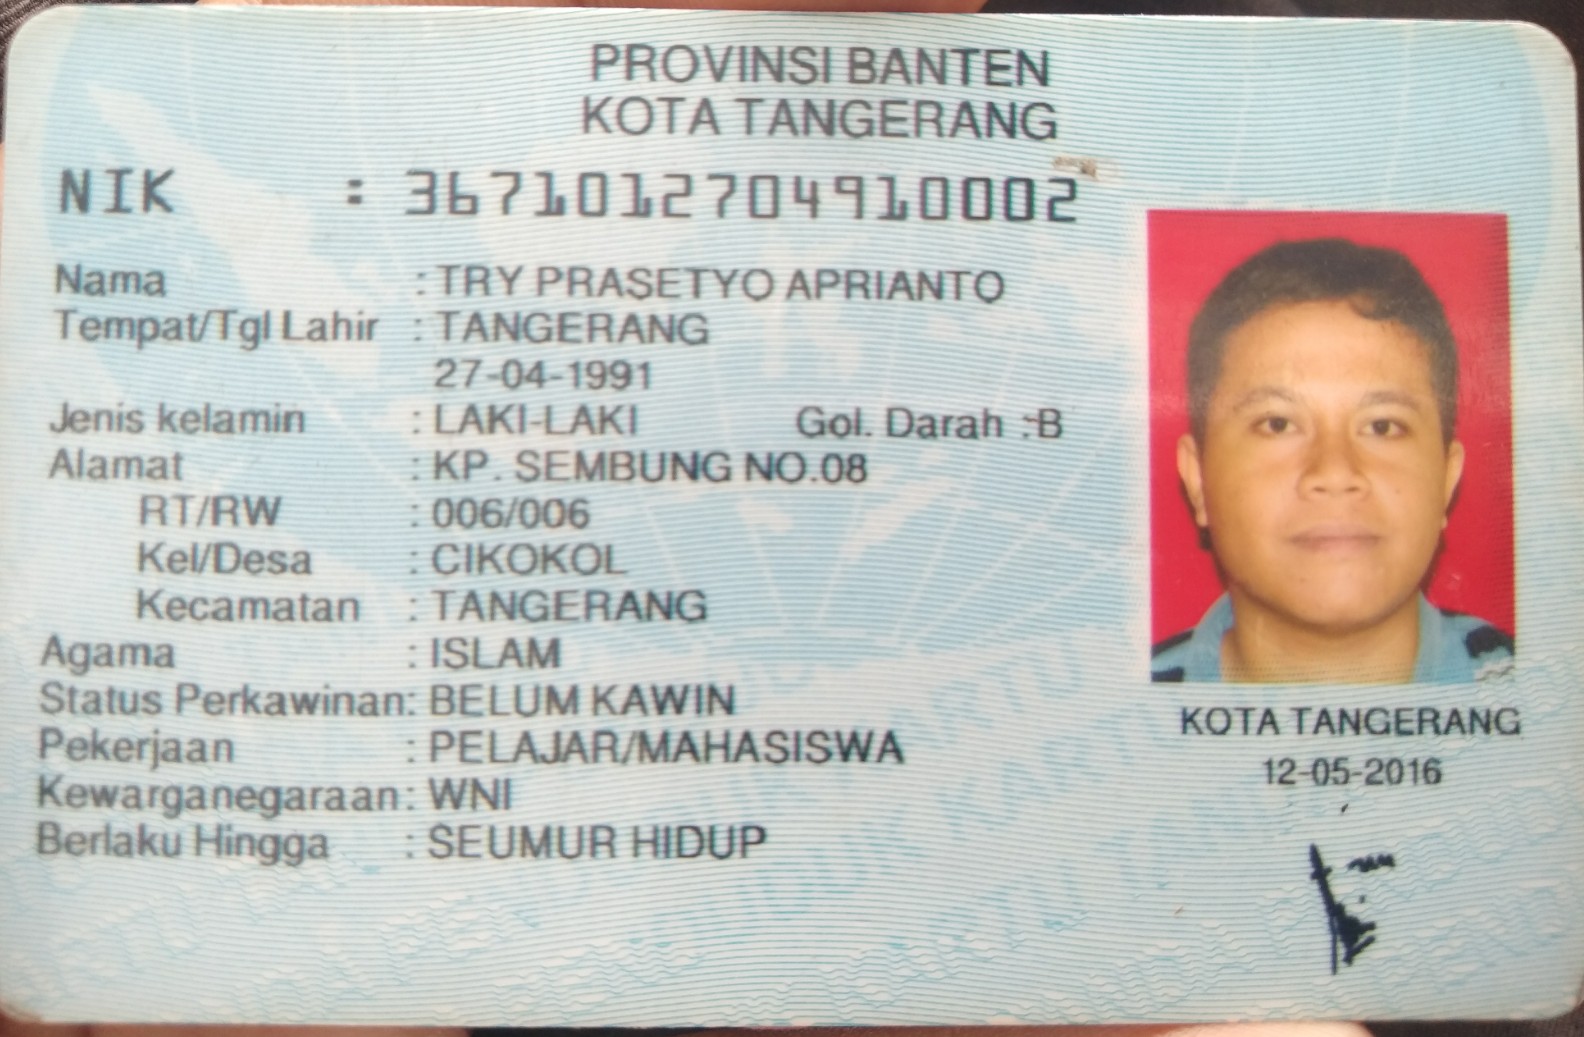 PROVINSI BANTEN
KOTA TANGERANG
NIK : 3671012704910002
Nama : TRY PRASETYO APRIANTO
Tempat/Tgl Lahir : TANGERANG
27-04-1991
Jenis kelamin : LAKI-LAKI Gol. Darah :-B
Alamat : KP. SEMBUNG NO.08
RT/RW : 006/006
Kel/Desa : CIKOKOL
Kecamatan : TANGERANG
Agama : ISLAM
Status Perkawinan: BELUM KAWIN
Pekerjaan : PELAJAR/MAHASISWA
Kewarganegaraan: WNI
Berlaku Hingga : SEUMUR HIDUP
KOTA TANGERANG
12-05-2016